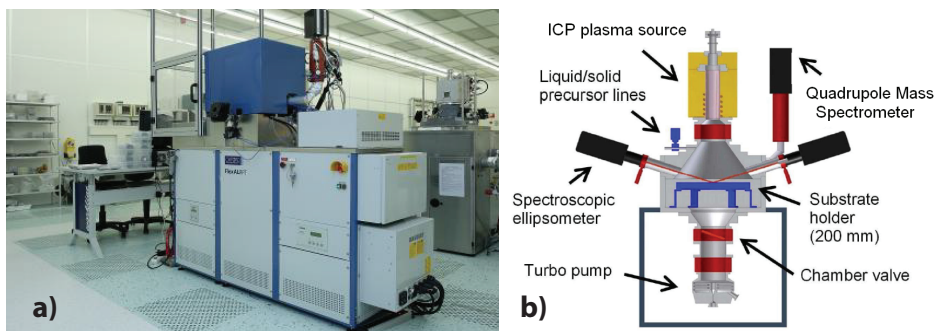 a)
FlexAL
ICP plasma source
Liquid/solid
precursor lines
Quadrupole Mass
Spectrometer
Spectroscopic
ellipsometer
Substrate
holder
(200 mm)
Turbo pump
Chamber valve
b)